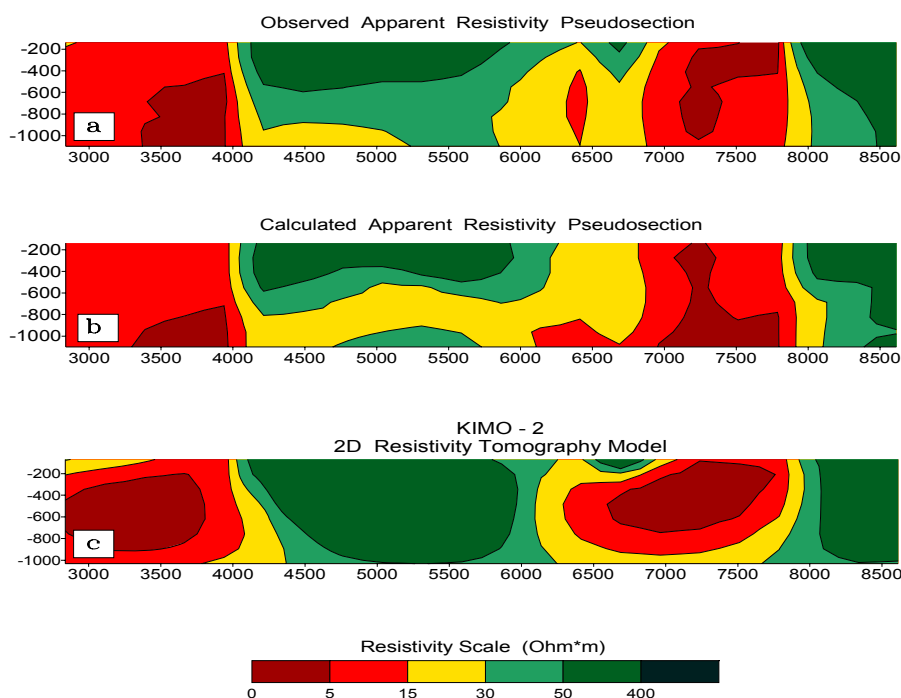 Observed Apparent Resistivity Pseudosection
-200
-400
-600
-800
-1000
a
3000 3500 4000 4500 5000 5500 6000 6500 7000 7500 8000 8500
Calculated Apparent Resistivity Pseudosection
-200
-400
-600
-800
-1000
b
3000 3500 4000 4500 5000 5500 6000 6500 7000 7500 8000 8500
KIMO - 2
2D Resistivity Tomography Model
-200
-400
-600
-800
-1000
c
3000 3500 4000 4500 5000 5500 6000 6500 7000 7500 8000 8500
Resistivity Scale (Ohm*m)
0 5 15 30 50 400